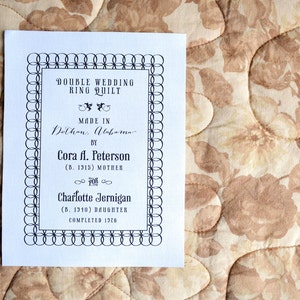 DOUBLE WEDDING
RING QUILT
MADE IN
Dothan, Alabama
BY
Cora A. Peterson
(B. 1915) MOTHER
FOR
Charlotte Jernigan
(B. 1940) DAUGHTER
COMPLETED 1976